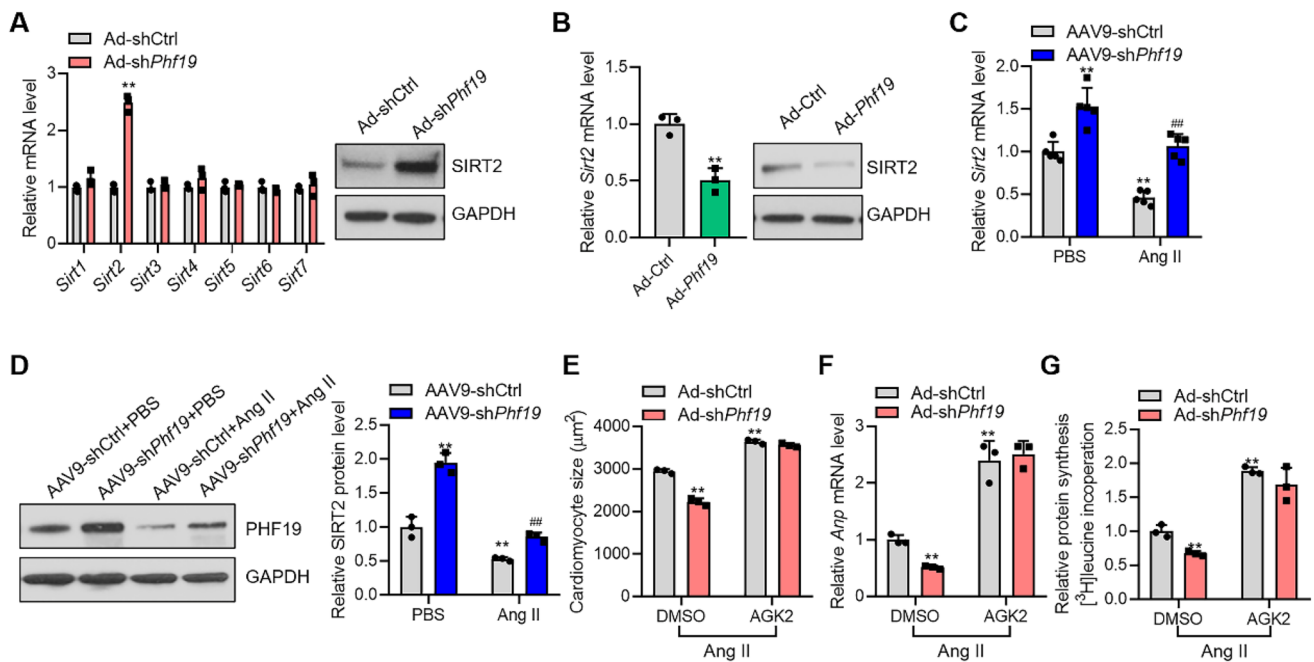 A
Ad-shCtrl
Ad-shPhf19
Relative mRNA level
3
2
1
0
**
Sirt1
Sirt2
Sirt3
Sirt4
Sirt5
Sirt6
Sirt7
Ad-shCtrl
Ad-shPhf19
SIRT2
GAPDH
B
Relative Sirt2 mRNA level
1.5
1.0
0.5
0.0
**
Ad-Ctrl
Ad-Phf19
Ad-Ctrl
Ad-Phf19
SIRT2
GAPDH
C
AAV9-shCtrl
AAV9-shPhf19
Relative Sirt2 mRNA level
2.0
1.5
1.0
0.5
0.0
**
**
##
PBS
Ang II
D
AAV9-shCtrl+PBS
AAV9-shPhf19+PBS
AAV9-shCtrl+Ang II
AAV9-shPhf19+Ang II
PHF19
GAPDH
AAV9-shCtrl
AAV9-shPhf19
Relative SIRT2 protein level
2.5
2.0
1.5
1.0
0.5
0.0
**
**
##
PBS
Ang II
E
Ad-shCtrl
Ad-shPhf19
Cardiomyocyte size (μm²)
4000
3000
2000
1000
0
**
**
DMSO
AGK2
Ang II
F
Ad-shCtrl
Ad-shPhf19
Relative Anp mRNA level
3
2
1
0
**
**
DMSO
AGK2
Ang II
G
Ad-shCtrl
Ad-shPhf19
Relative protein synthesis
[³H]leucine incoperation
2.5
2.0
1.5
1.0
0.5
0.0
**
**
DMSO
AGK2
Ang II